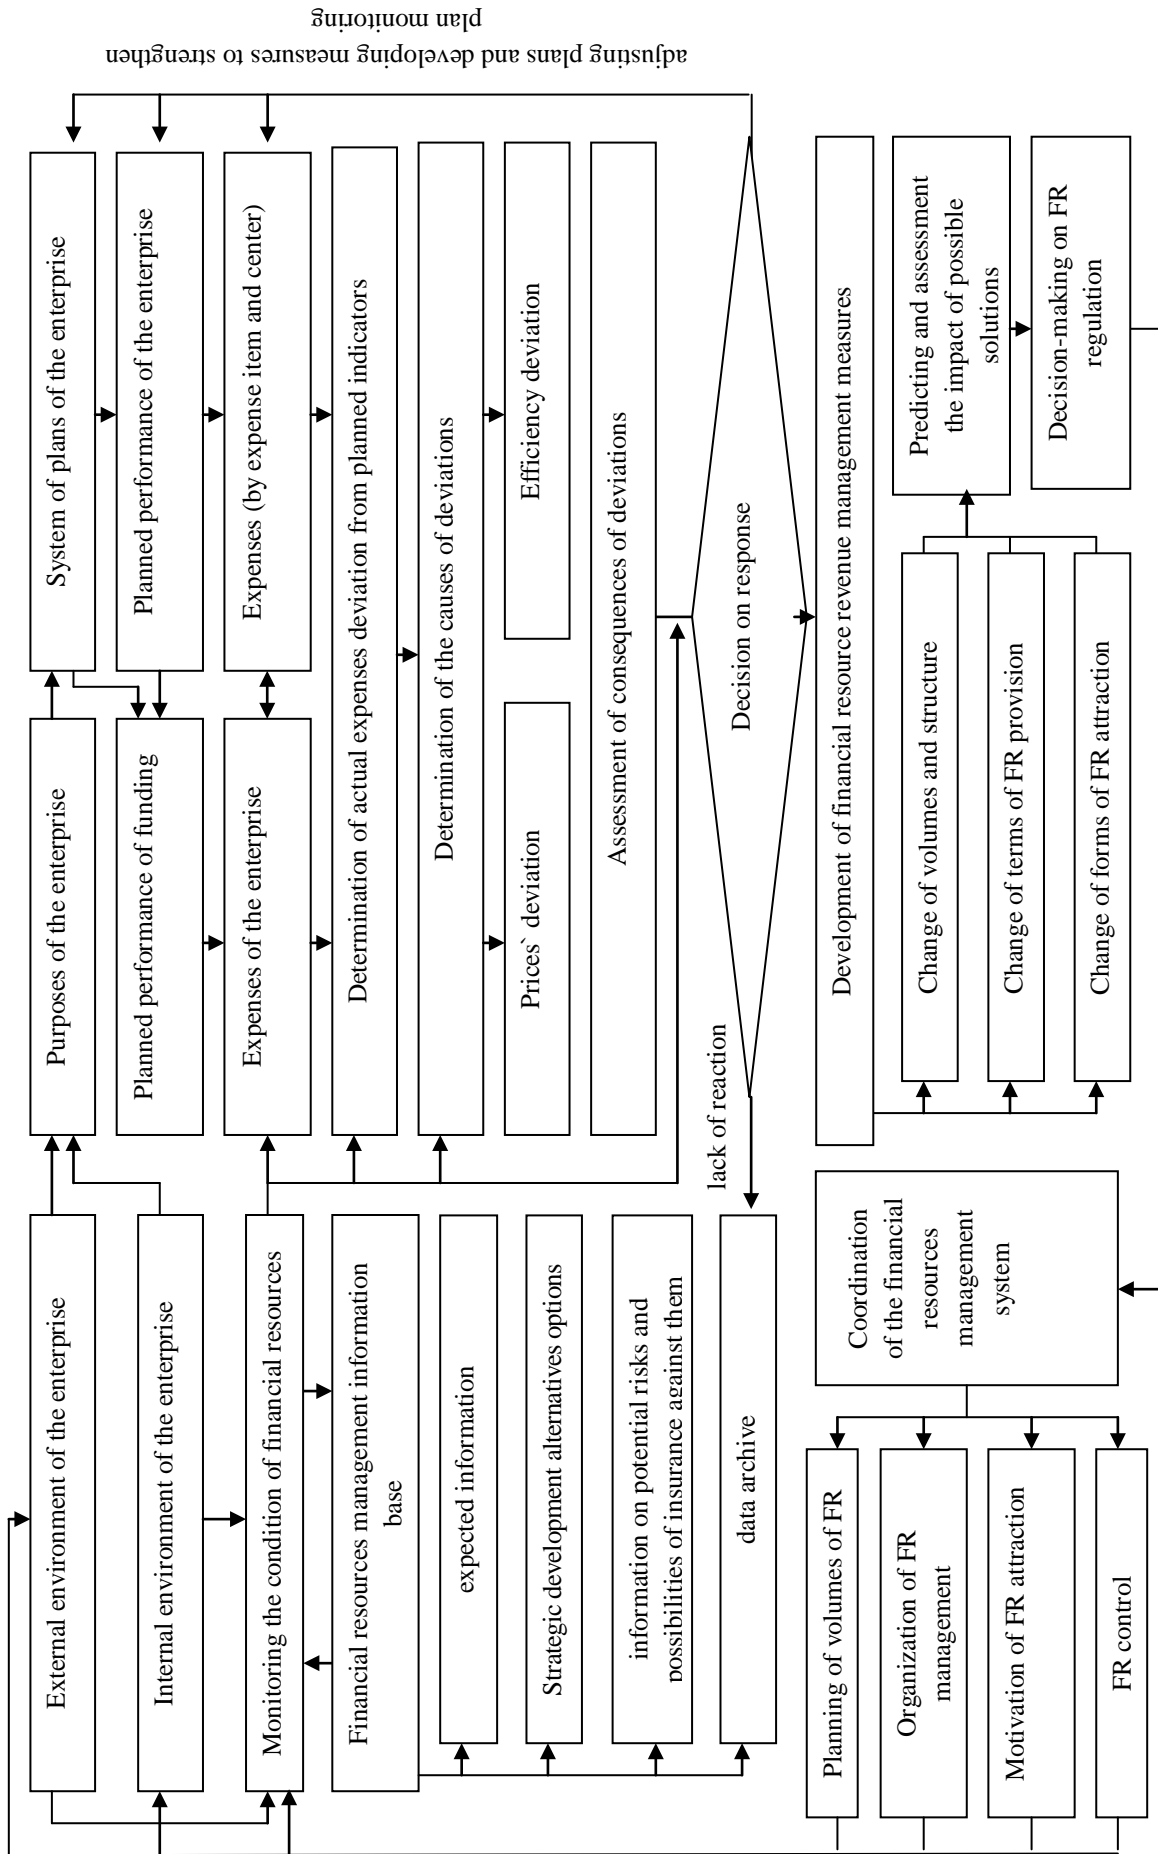 External environment of the enterprise
Purposes of the enterprise
System of plans of the enterprise
adjusting plans and developing measures to strengthen
plan monitoring
Internal environment of the enterprise
Planned performance of funding
Planned performance of the enterprise
Monitoring the condition of financial resources
Expenses of the enterprise
Expenses (by expense item and center)
Financial resources management information
base
Determination of actual expenses deviation from planned indicators
expected information
Determination of the causes of deviations
Strategic development alternatives options
Prices` deviation
Efficiency deviation
information on potential risks and
possibilities of insurance against them
Assessment of consequences of deviations
data archive
lack of reaction
Decision on response
Planning of volumes of FR
Organization of FR
management
Motivation of FR attraction
FR control
Coordination
of the financial
resources
management
system
Development of financial resource revenue management measures
Change of volumes and structure
Change of terms of FR provision
Change of forms of FR attraction
Predicting and assessment
the impact of possible
solutions
Decision-making on FR
regulation